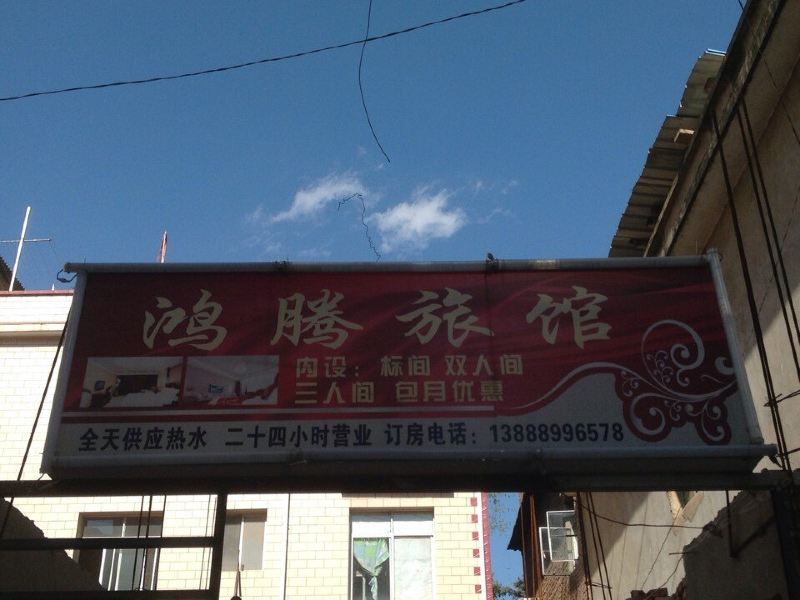 鸿腾旅馆
内设：标间 双人间
三人间 包月优惠
全天供应热水 二十四小时营业 订房电话：13888996578